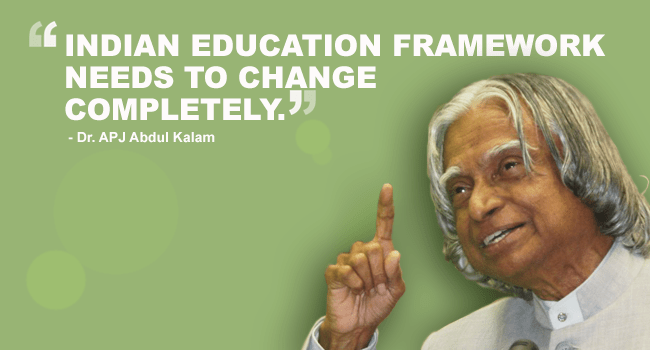 “INDIAN EDUCATION FRAMEWORK
NEEDS TO CHANGE
COMPLETELY.”
- Dr. APJ Abdul Kalam